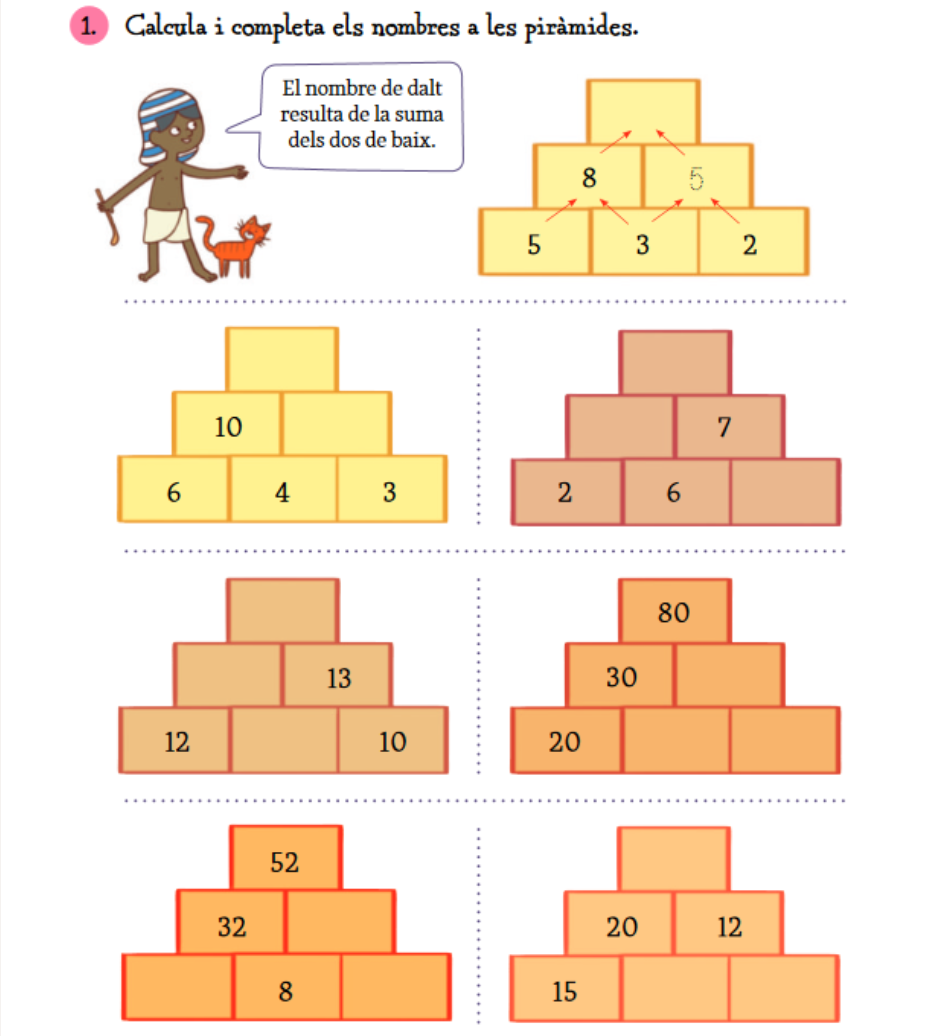 1. Calcula i completa els nombres a les piràmides.
El nombre de dalt
resulta de la suma
dels dos de baix.
8 5
5 3 2
10
6 4 3
7
2 6
13
12 10
80
30
20
52
32
8
20 12
15